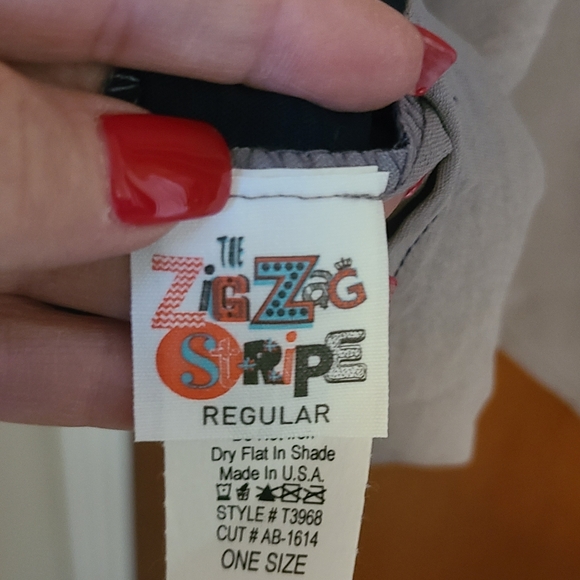 THE
ZigZag
StRiPE
REGULAR
Dry Flat In Shade
Made In U.S.A.
STYLE # T3968
CUT # AB-1614
ONE SIZE